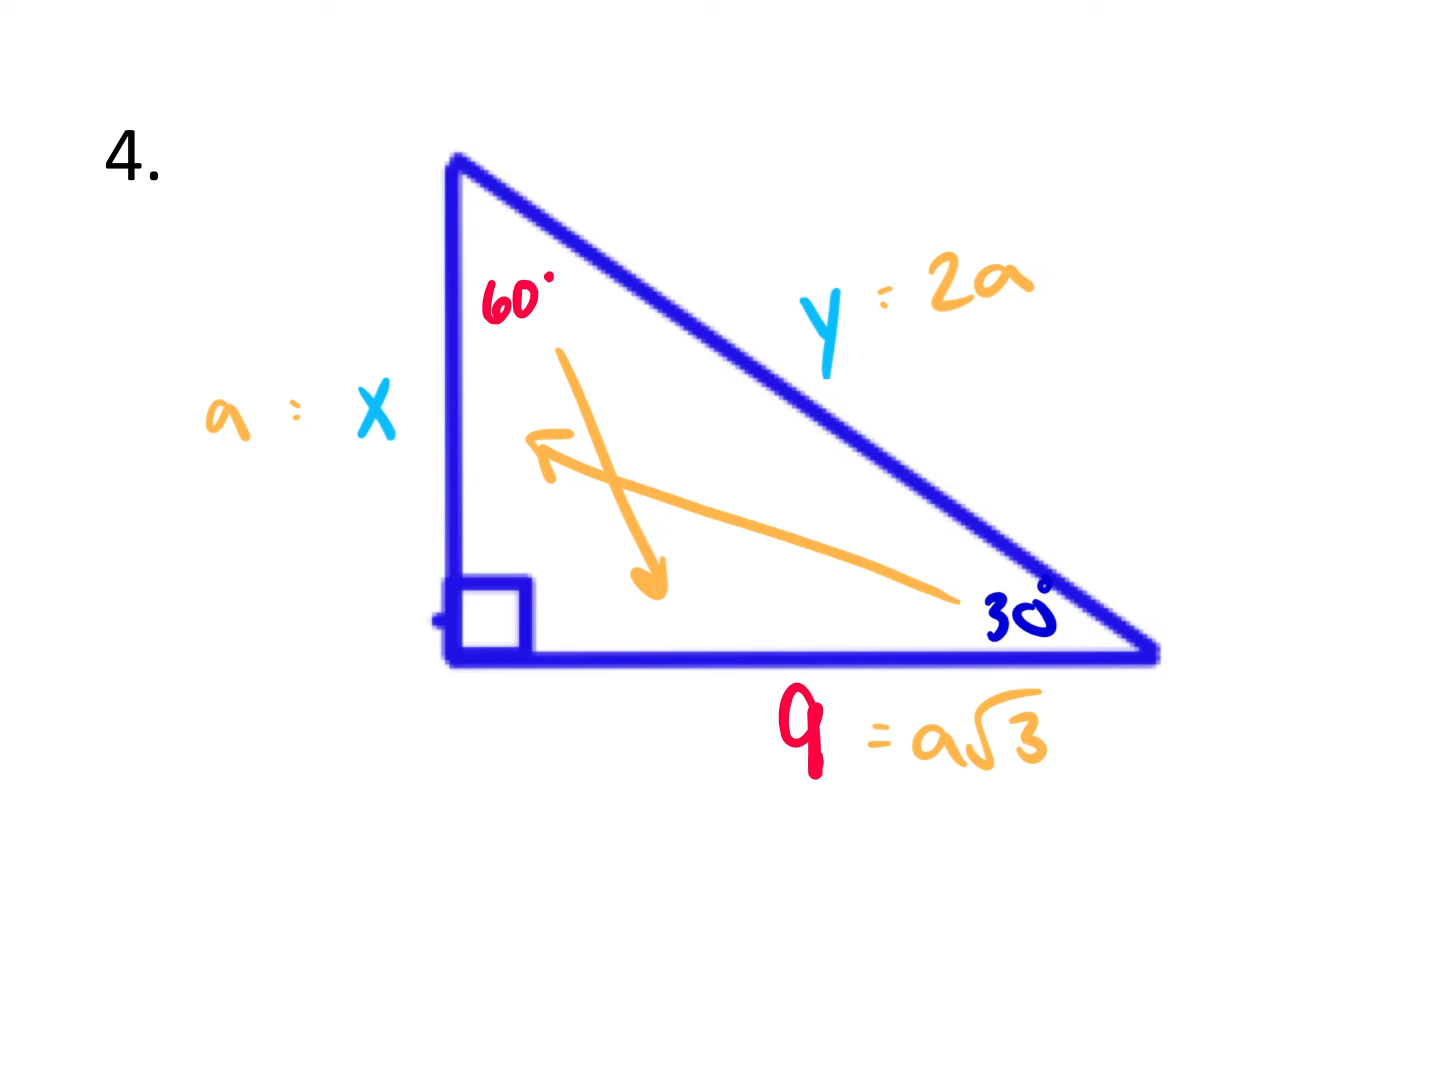 4.
60°
y = 2a
a = x
30°
9 = a√3